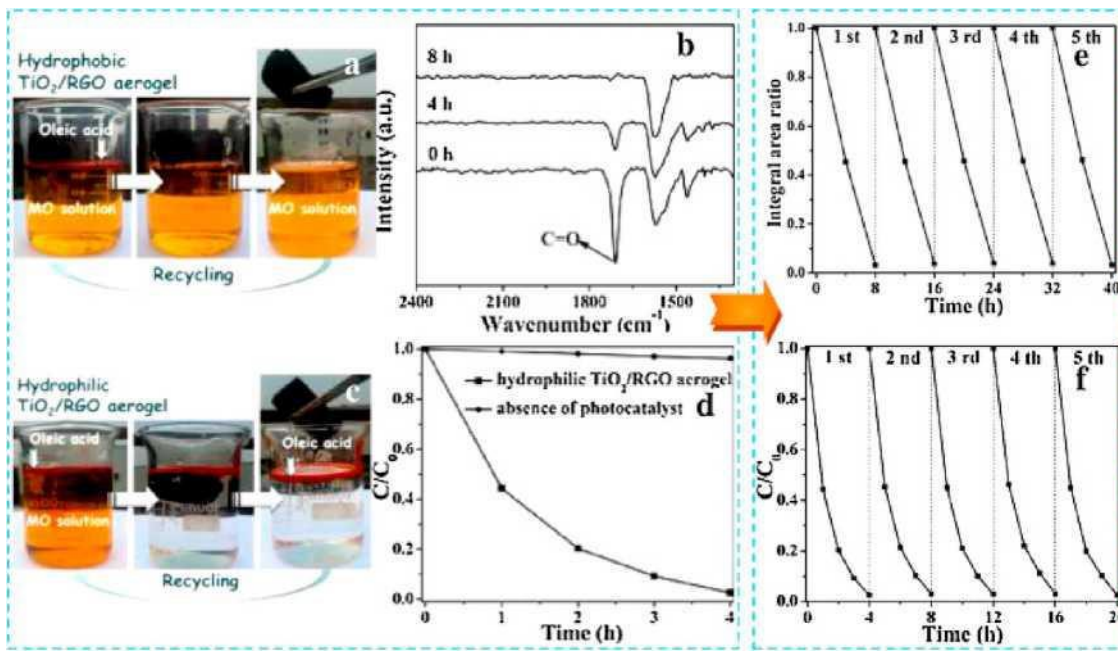 Hydrophobic
TiO2/RGO aerogel
a
Oleic acid
MO solution
Recycling
b
8 h
4 h
0 h
C=O
Intensity (a.u.)
2400 2100 1800 1500
Wavenumber (cm-1)
Hydrophilic
TiO2/RGO aerogel
c
Oleic acid
Oleic acid
MO solution
Recycling
d
hydrophilic TiO2/RGO aerogel
absence of photocatalyst
C/C0
1.0
0.8
0.6
0.4
0.2
0.0
0 1 2 3 4
Time (h)
e
1 st 2 nd 3 rd 4 th 5 th
Integral area ratio
1.0
0.8
0.6
0.4
0.2
0.0
0 8 16 24 32 40
Time (h)
f
1 st 2 nd 3 rd 4 th 5 th
C/C0
1.0
0.8
0.6
0.4
0.2
0.0
0 4 8 12 16 20
Time (h)